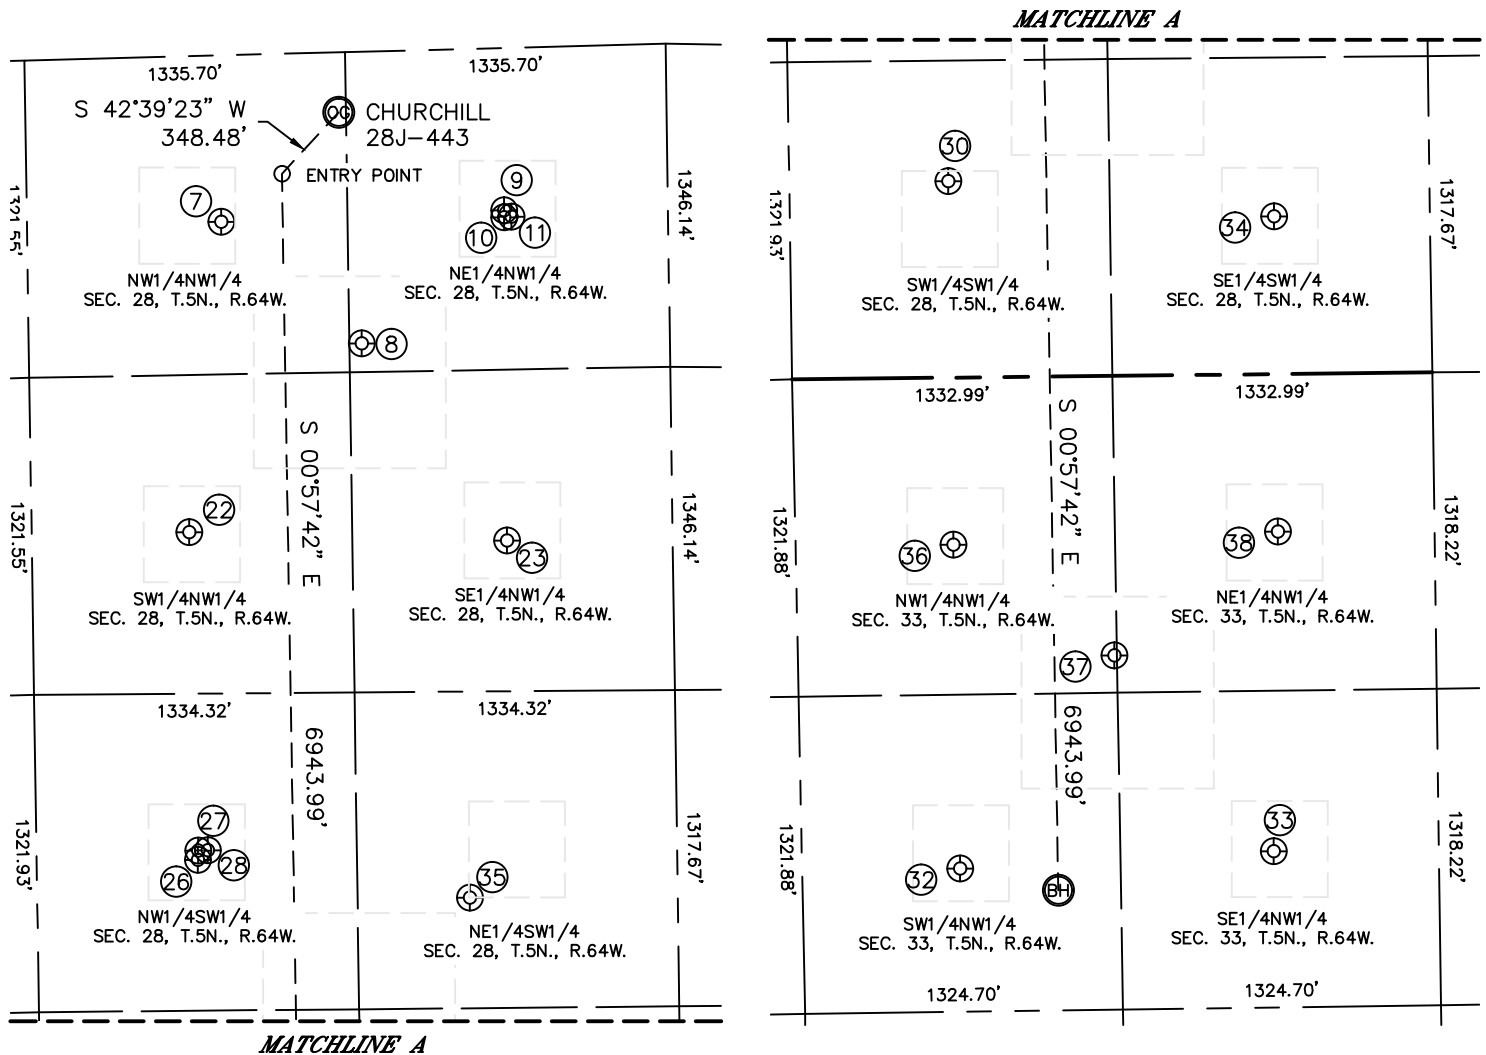 MATCHLINE A
1335.70'
1335.70'
S 42°39'23" W
348.48'
OG
CHURCHILL
28J-443
ENTRY POINT
7
9
10
11
1321.55'
1346.14'
NW1/4NW1/4
SEC. 28, T.5N., R.64W.
NE1/4NW1/4
SEC. 28, T.5N., R.64W.
8
S 00°57'42" E
22
23
1321.55'
1346.14'
SW1/4NW1/4
SEC. 28, T.5N., R.64W.
SE1/4NW1/4
SEC. 28, T.5N., R.64W.
1334.32'
1334.32'
6943.99'
27
26
28
35
1321.93'
1317.67'
NW1/4SW1/4
SEC. 28, T.5N., R.64W.
NE1/4SW1/4
SEC. 28, T.5N., R.64W.
MATCHLINE A
30
34
1321.93'
1317.67'
SW1/4SW1/4
SEC. 28, T.5N., R.64W.
SE1/4SW1/4
SEC. 28, T.5N., R.64W.
1332.99'
1332.99'
S 00°57'42" E
36
38
1321.88'
1318.22'
NW1/4NW1/4
SEC. 33, T.5N., R.64W.
NE1/4NW1/4
SEC. 33, T.5N., R.64W.
37
6943.99'
33
32
BH
1321.88'
1318.22'
SW1/4NW1/4
SEC. 33, T.5N., R.64W.
SE1/4NW1/4
SEC. 33, T.5N., R.64W.
1324.70'
1324.70'